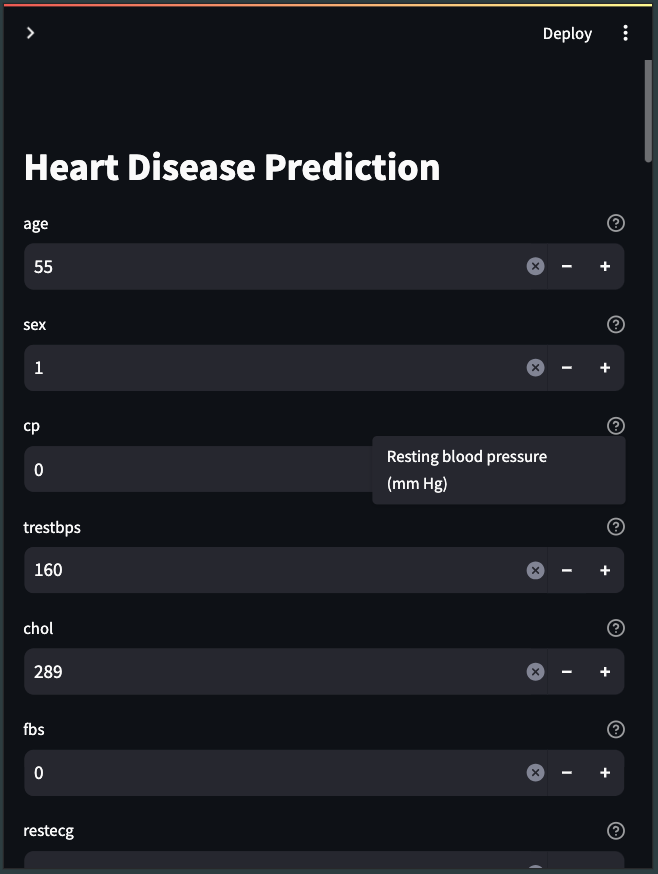 Deploy
Heart Disease Prediction
age
55
sex
1
cp
0
Resting blood pressure
(mm Hg)
trestbps
160
chol
289
fbs
0
restecg